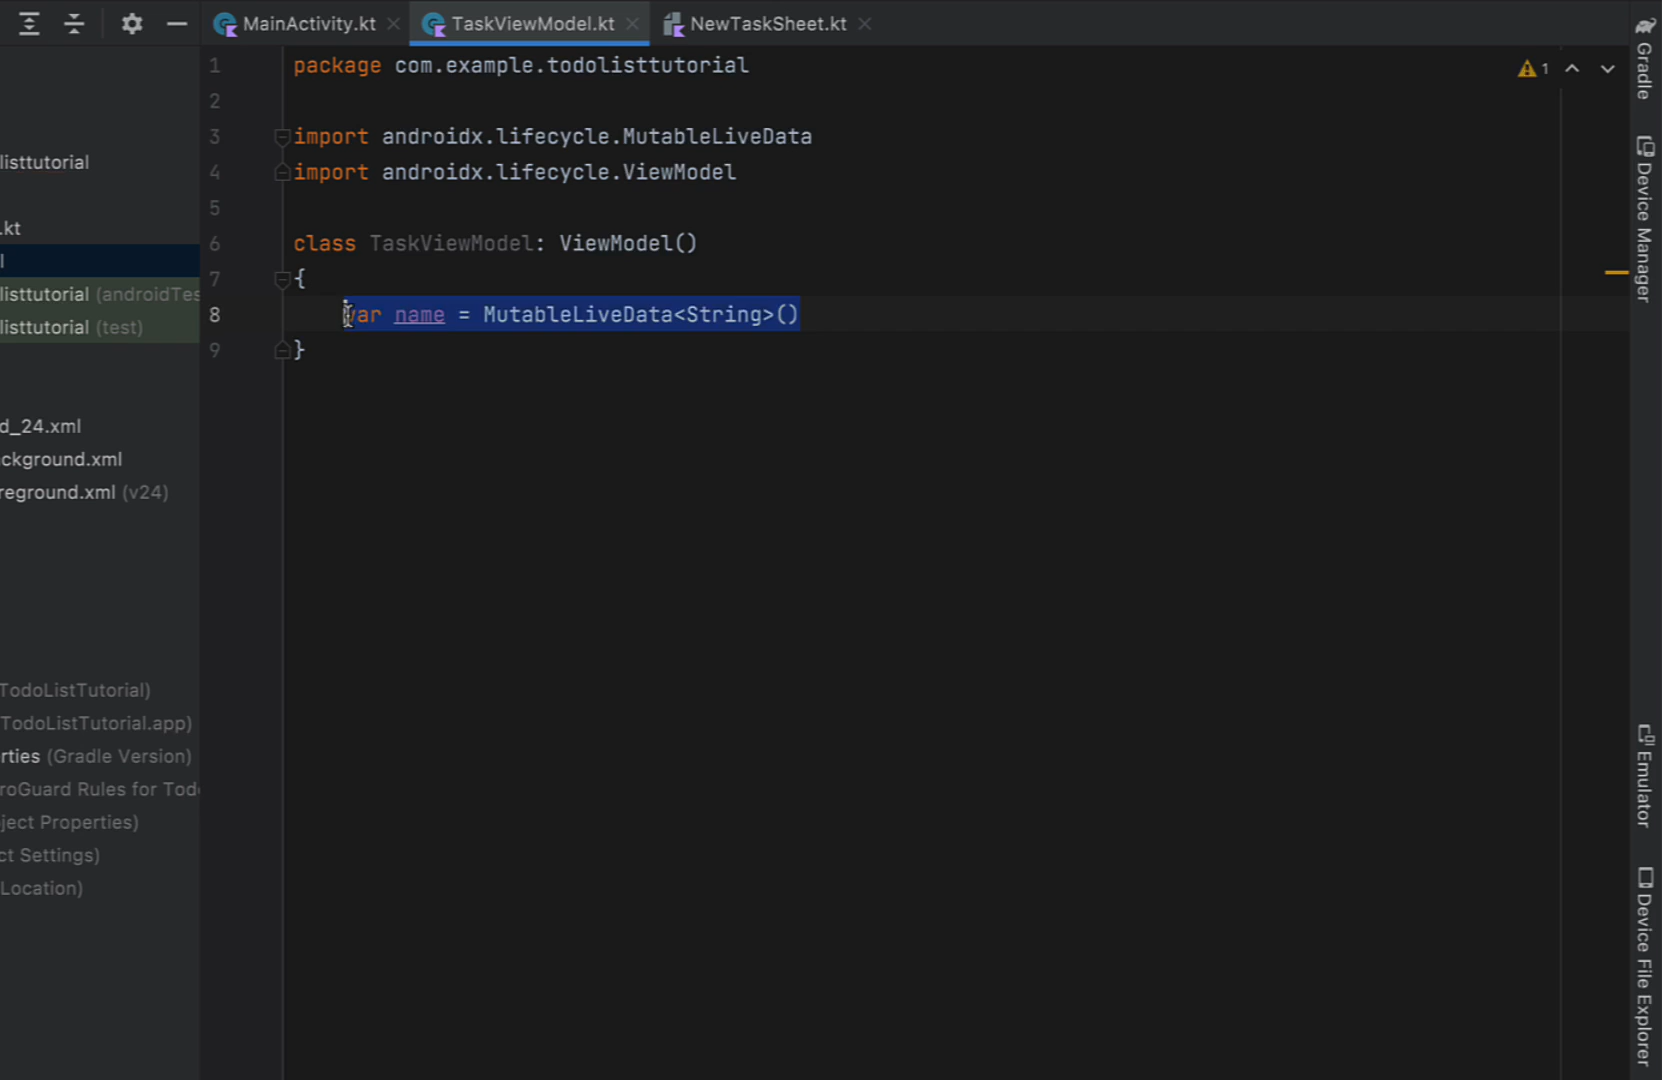 MainActivity.kt
TaskViewModel.kt
NewTaskSheet.kt
listtutorial
.kt
l
listtutorial (androidTes
listtutorial (test)
d_24.xml
ckground.xml
reground.xml (v24)
TodoListTutorial)
TodoListTutorial.app)
rties (Gradle Version)
roGuard Rules for Tod
ject Properties)
ct Settings)
Location)
1 package com.example.todolisttutorial
2
3 import androidx.lifecycle.MutableLiveData
4 import androidx.lifecycle.ViewModel
5
6 class TaskViewModel: ViewModel()
7 {
8 var name = MutableLiveData<String>()
9 }
1
Gradle
Device Manager
Emulator
Device File Explorer